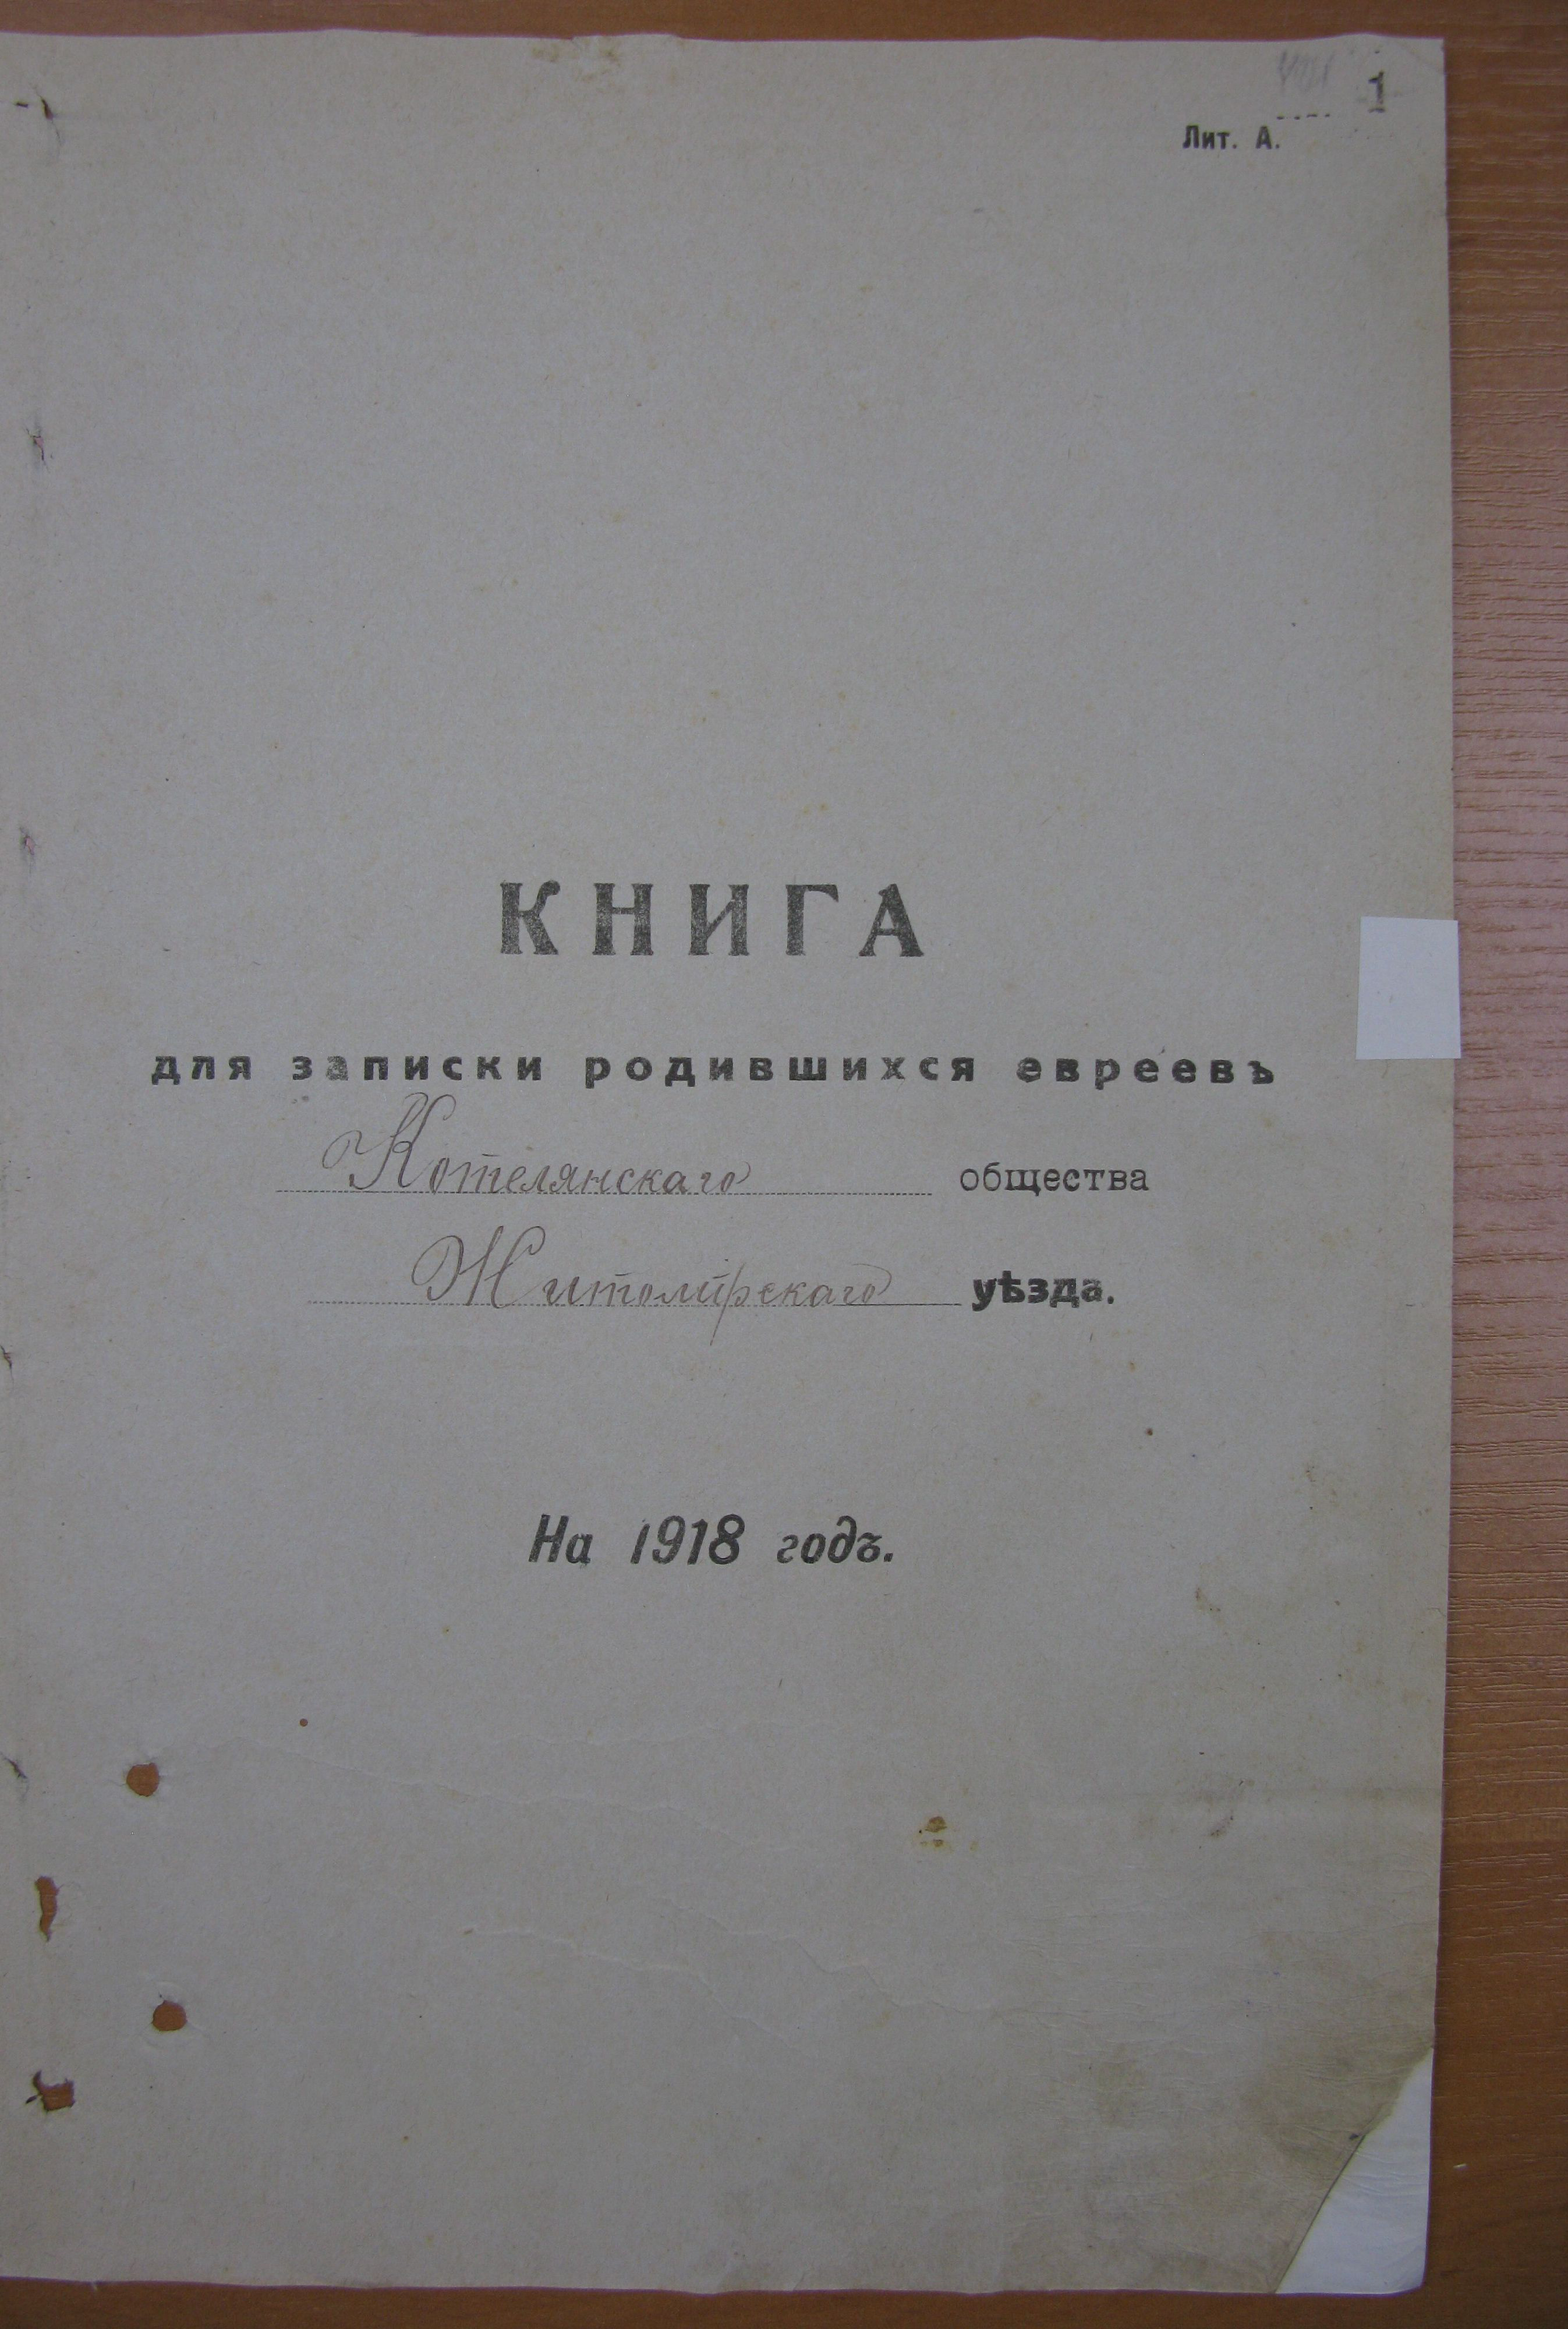 1
Лит. А.
КНИГА
для записки родившихся евреевъ
Котелянскаго общества
Житомірскаго уѣзда.
На 1918 годъ.